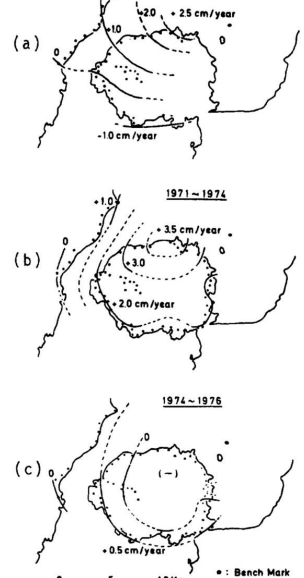 +2.0
+2.5 cm/year
+1.0
0
(a)
-1.0 cm/year
1971~1974
+1.0
+3.5 cm/year
0
(b)
+3.0
+2.0 cm/year
1974~1976
0
0
(c)
(-)
+0.5 cm/year
• : Bench Mark